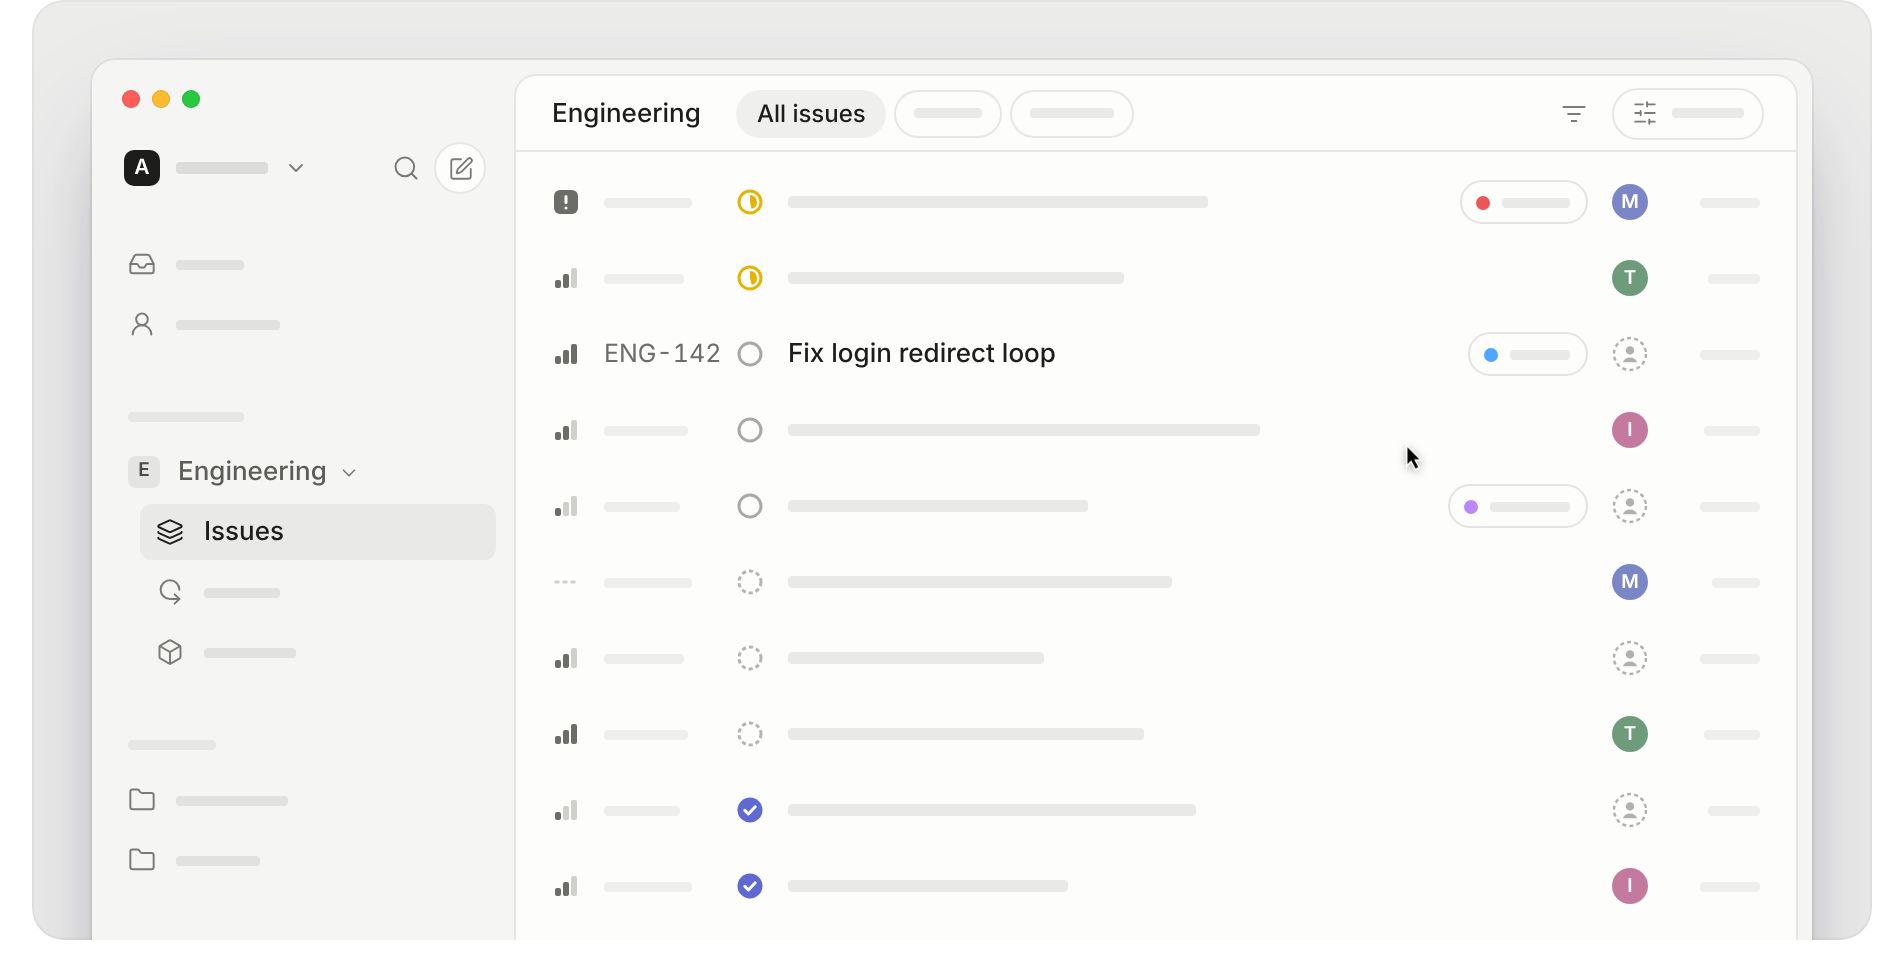 A
Engineering
All issues
M
T
ENG-142 Fix login redirect loop
I
E Engineering
Issues
M
T
I